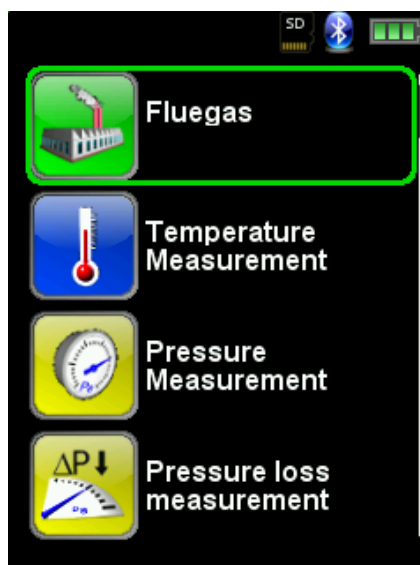 SD
Fluegas
Temperature
Measurement
Pressure
Measurement
ΔP
Pressure loss
measurement